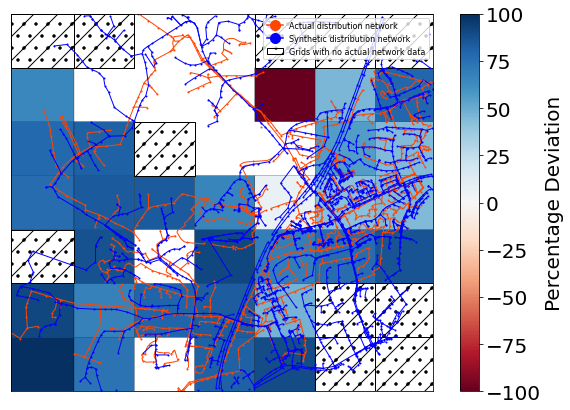 Actual distribution network
Synthetic distribution network
Grids with no actual network data
100
75
50
25
0
−25
−50
−75
−100
Percentage Deviation